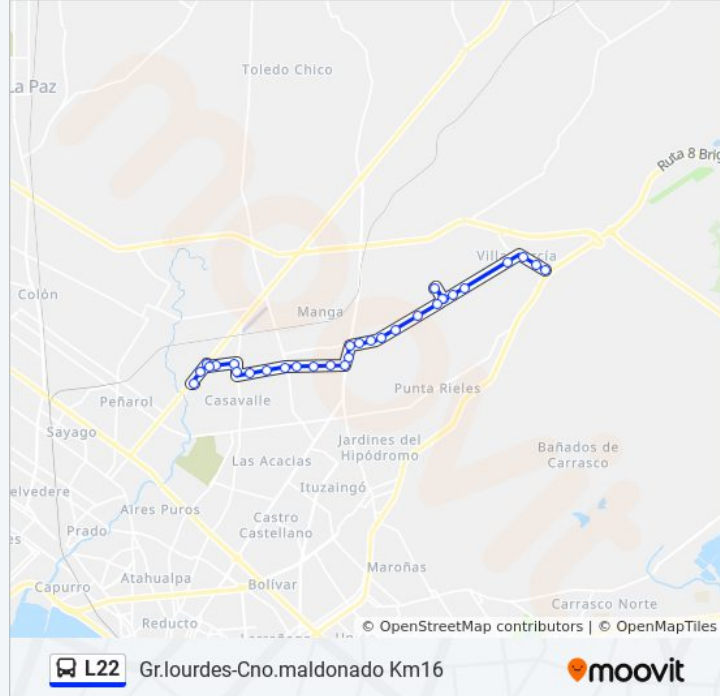 Toledo Chico
a Paz
Ruta 8 Brig
Villa García
Colón
Manga
Peñarol
Casavalle
Punta Rieles
Sayago
Jardines del
Hipódromo
Bañados de
Carrasco
Las Acacias
elvedere
Ituzaingó
Aires Puros
Prado
es
Castro
Castellano
Maroñas
Atahualpa
Bolívar
Capurro
Carrasco Norte
Reducto
© OpenStreetMap contributors | © OpenMapTiles
L22 Gr.lourdes-Cno.maldonado Km16
moovit
moovit